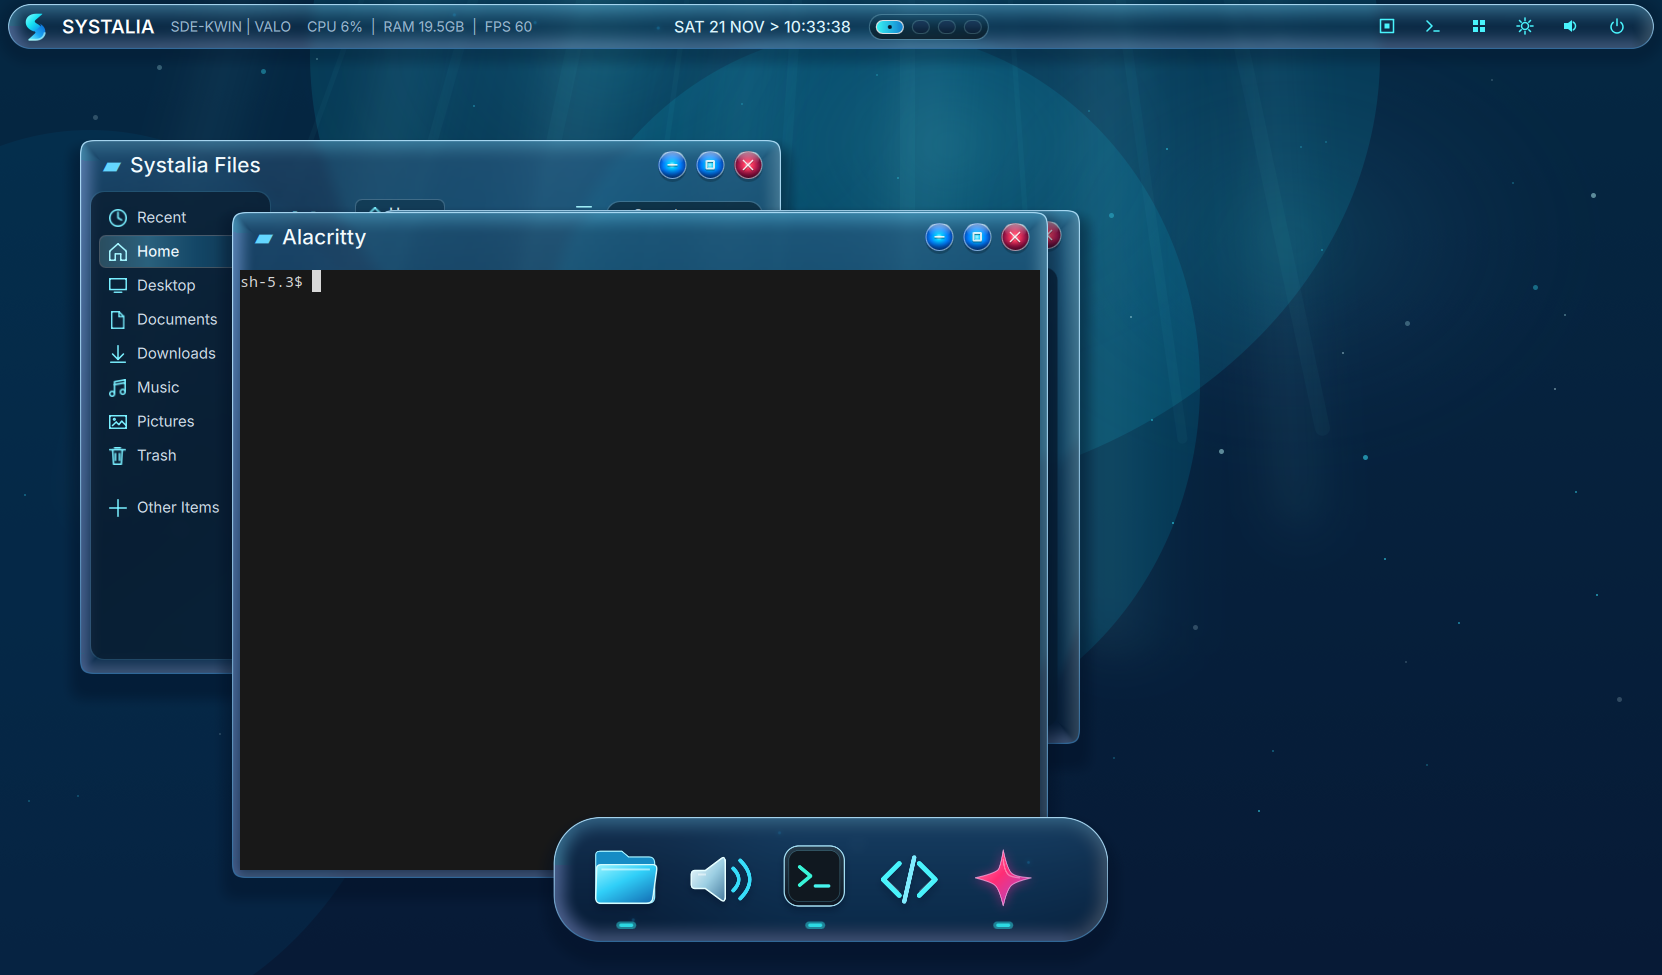 SYSTALIA SDE-KWIN | VALO CPU 6% | RAM 19.5GB | FPS 60 SAT 21 NOV > 10:33:38
Systalia Files
Recent
Home
Desktop
Documents
Downloads
Music
Pictures
Trash
Other Items
Alacritty
sh-5.3$